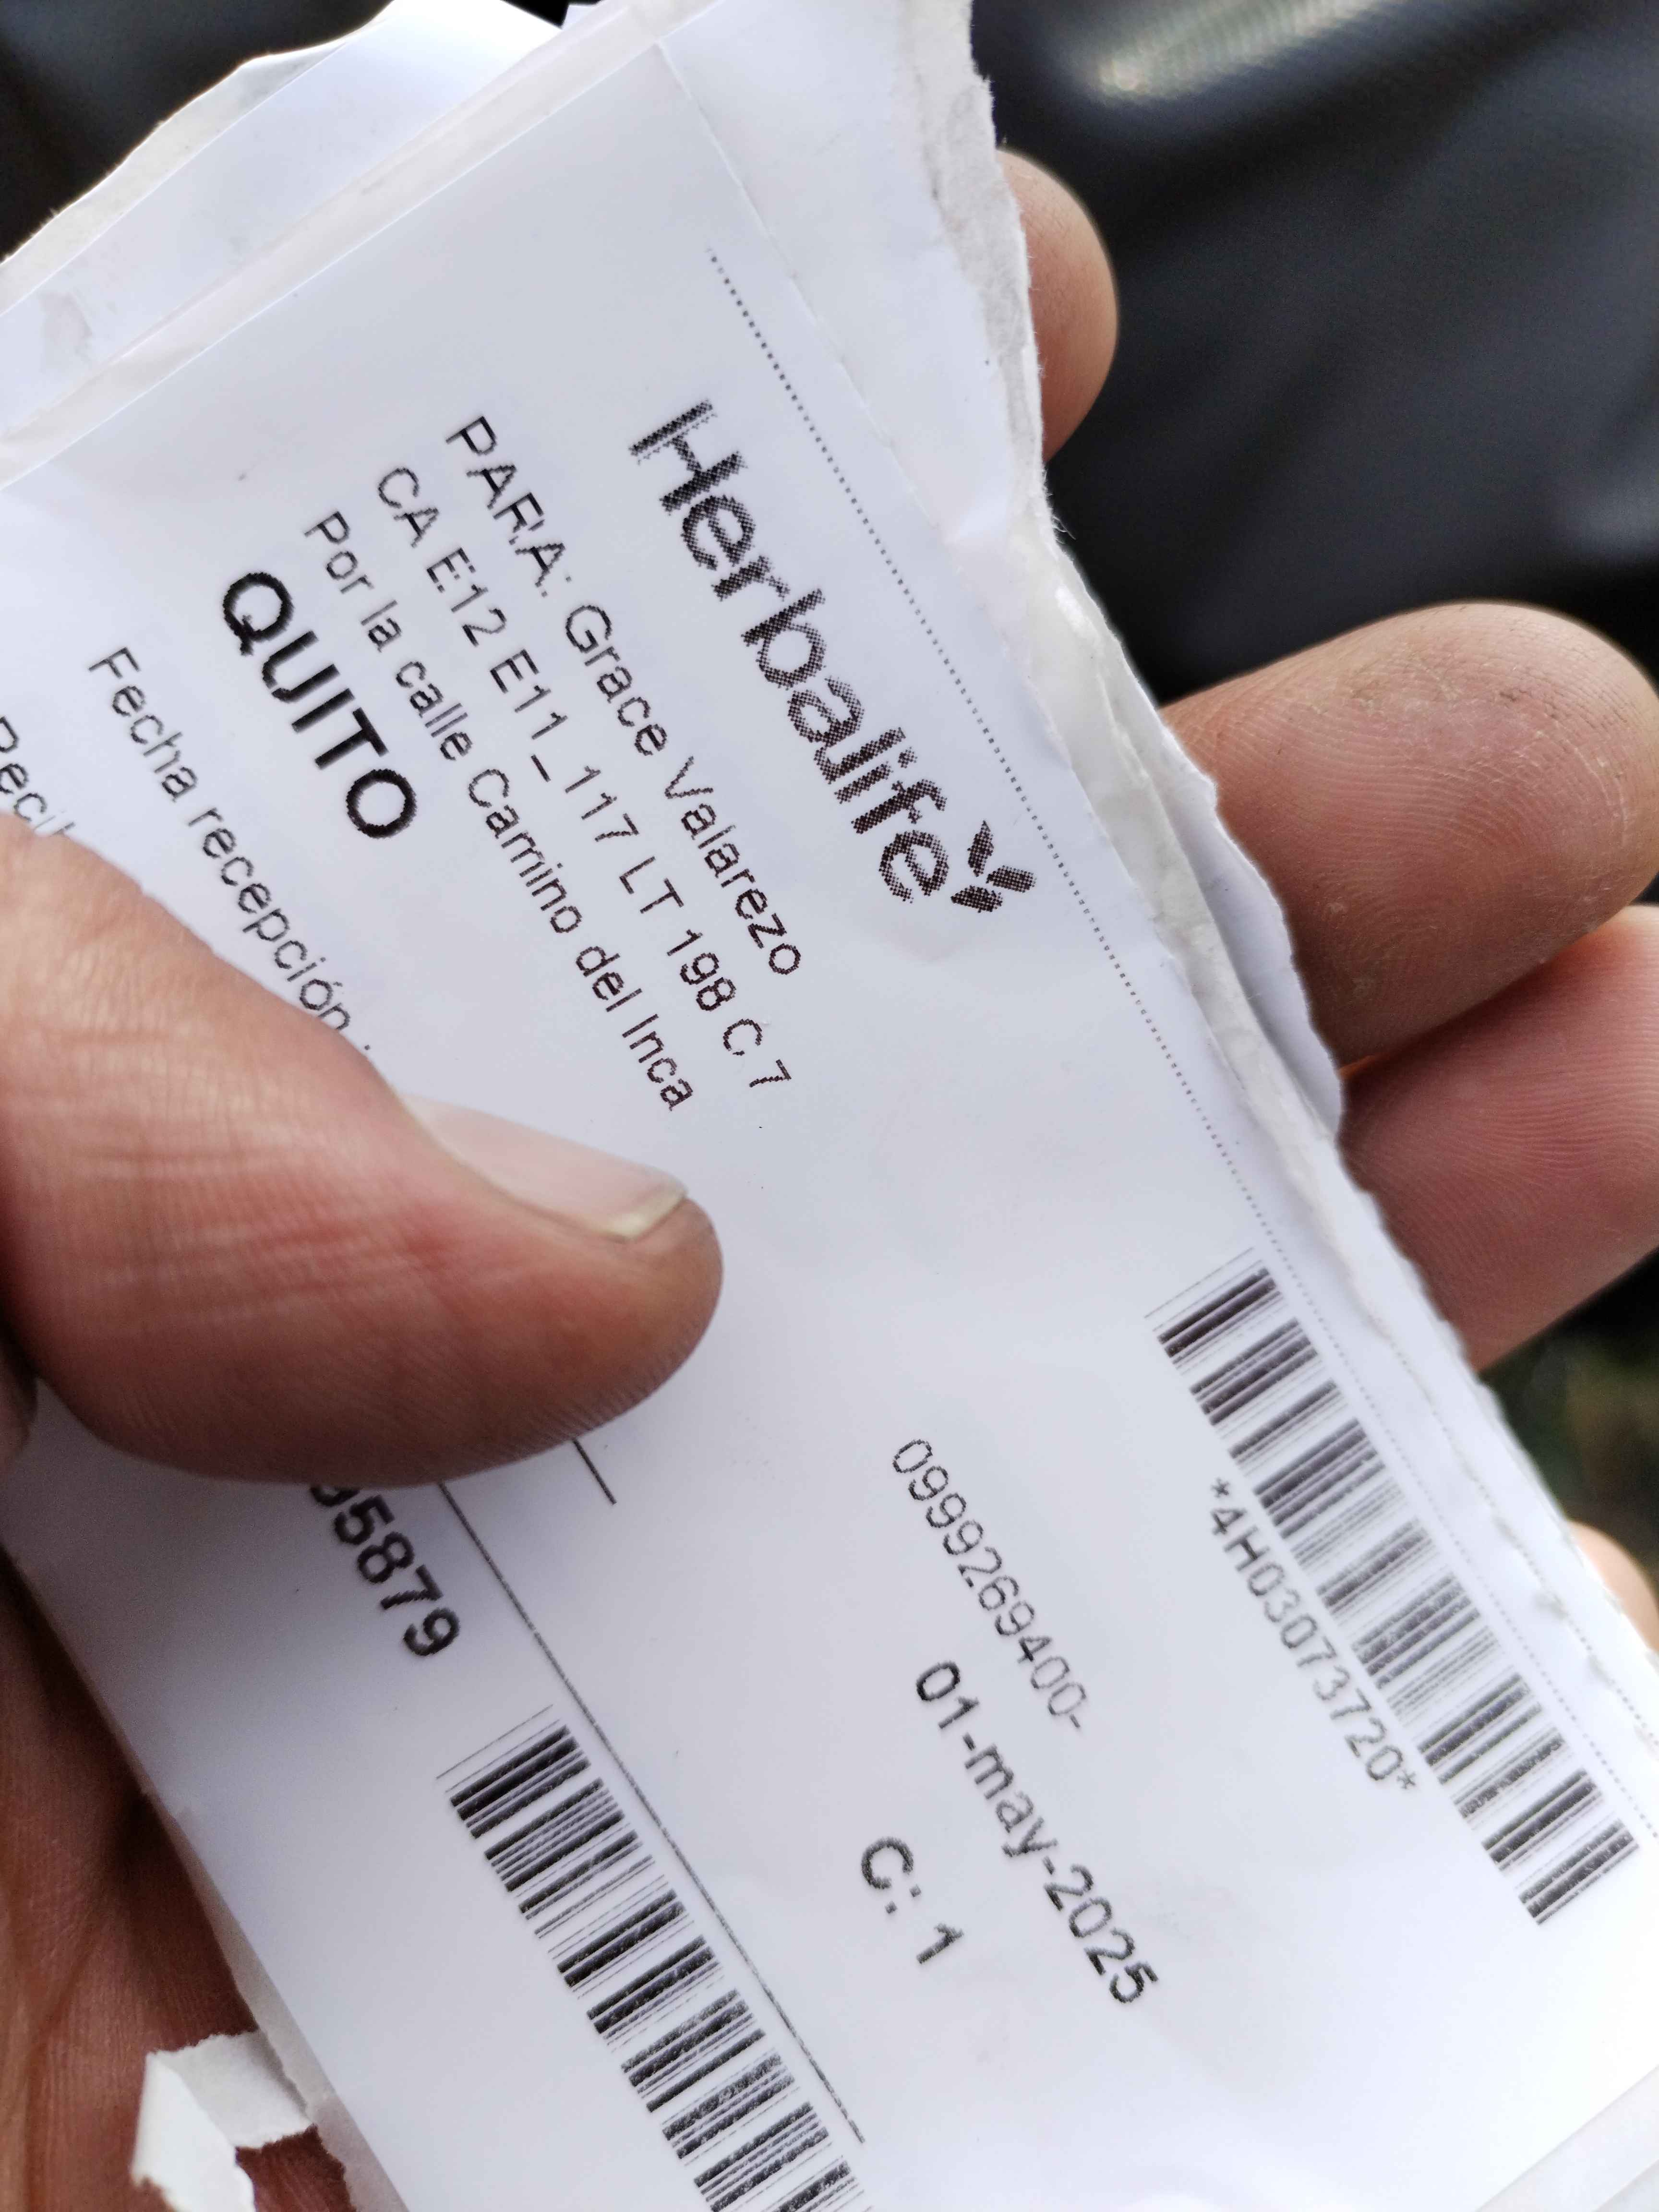 Herbalife
*4H03073720*
PARA: Grace Valarezo
0999269400-
CA E12 E11_117 LT 198 C 7
Por la calle Camino del Inca
01-may-2025
QUITO
C: 1
Fecha recepción
5879